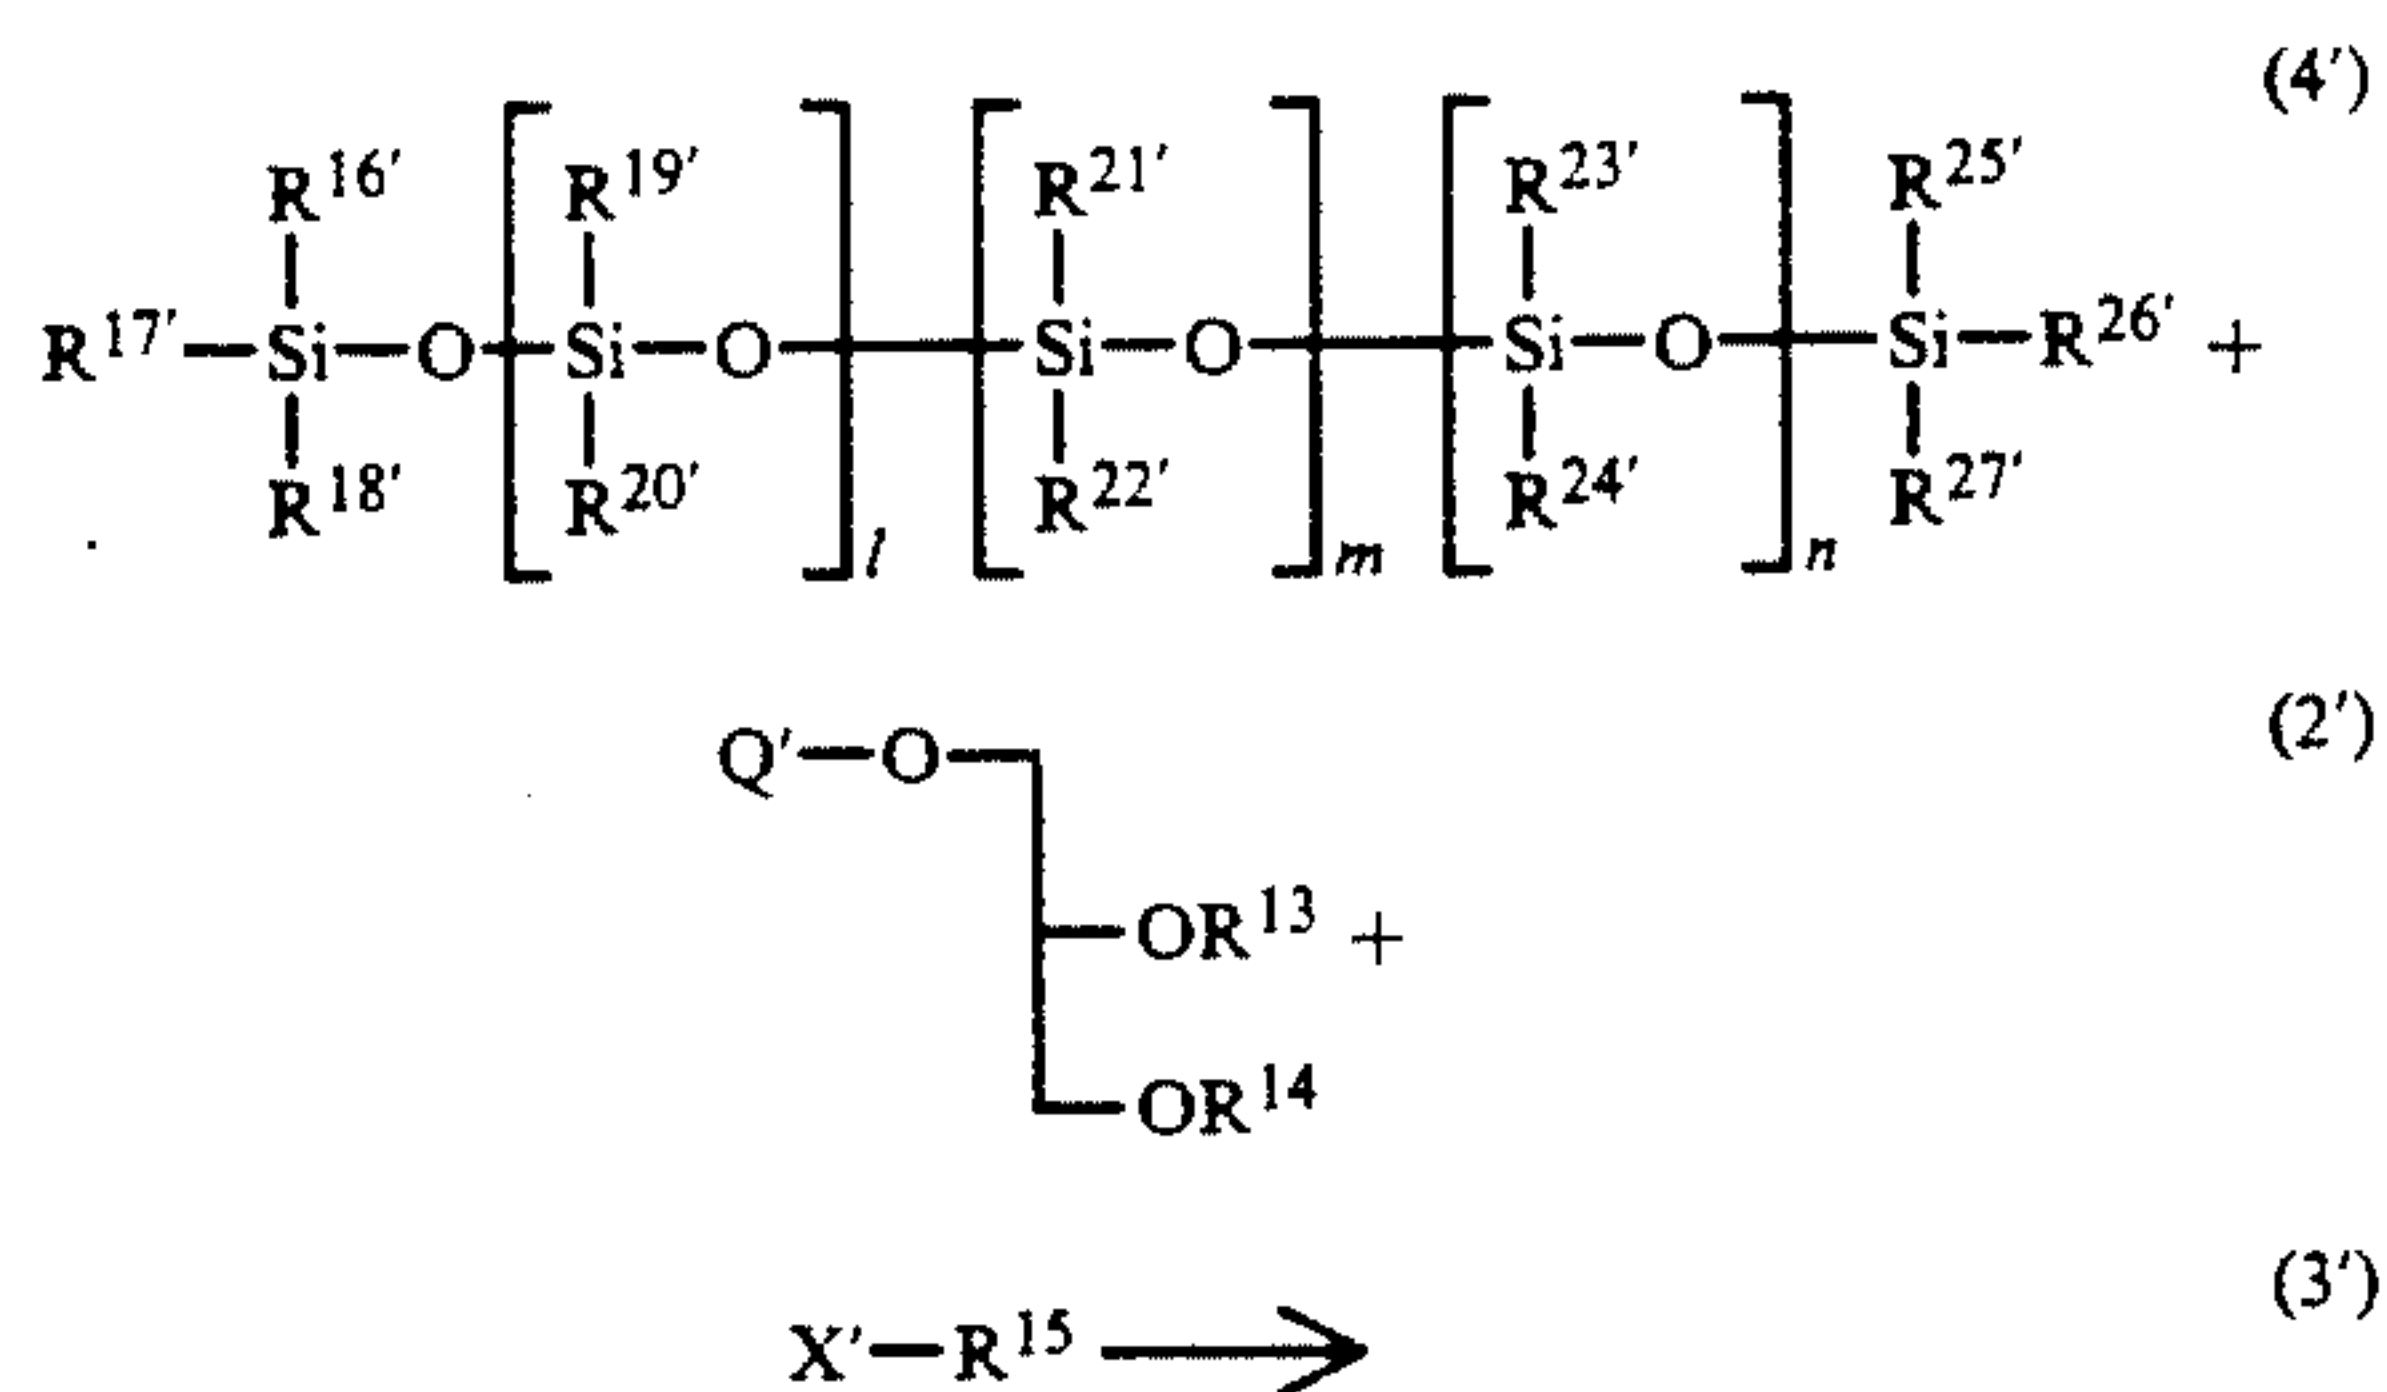 (4′)
R16′ R19′ R21′ R23′ R25′
R17′—Si—O—[Si—O]l—[Si—O]m—[Si—O]n—Si—R26′ +
R18′ R20′ R22′ R24′ R27′
(2′)
Q′—O
OR13 +
OR14
(3′)
X′—R15 ⟶